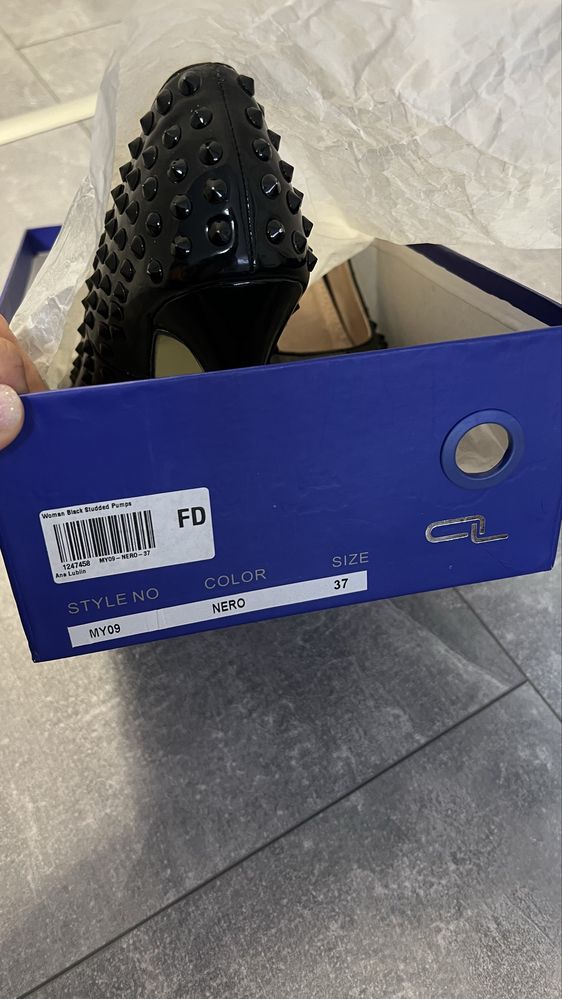 Woman Black Studded Pumps
FD
1247458 MY09-NERO-37
Ana Lublin
STYLE NO COLOR SIZE
MY09 NERO 37